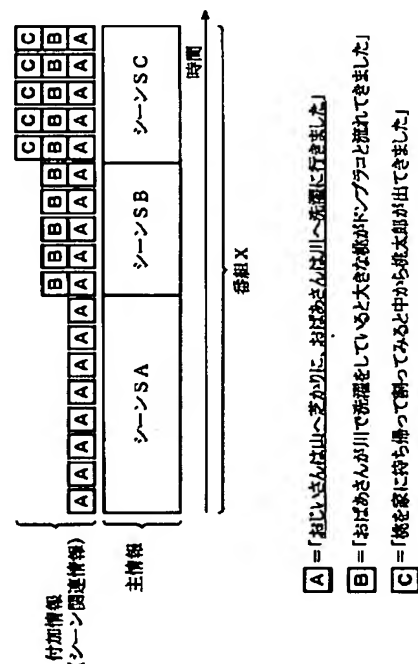 C C C C C
B B B B B B B B B B
A A A A A A A A A A A A A A A A A A
付加情報
(シーン関連情報)
主情報
シーンSA シーンSB シーンSC
時間
番組X
A =「おじいさんは山へ芝かりに、おばあさんは川へ洗濯に行きました」
B =「おばあさんが川で洗濯をしていると大きな桃がドンブラコと流れてきました」
C =「桃を家に持ち帰って割ってみると中から桃太郎が出てきました」